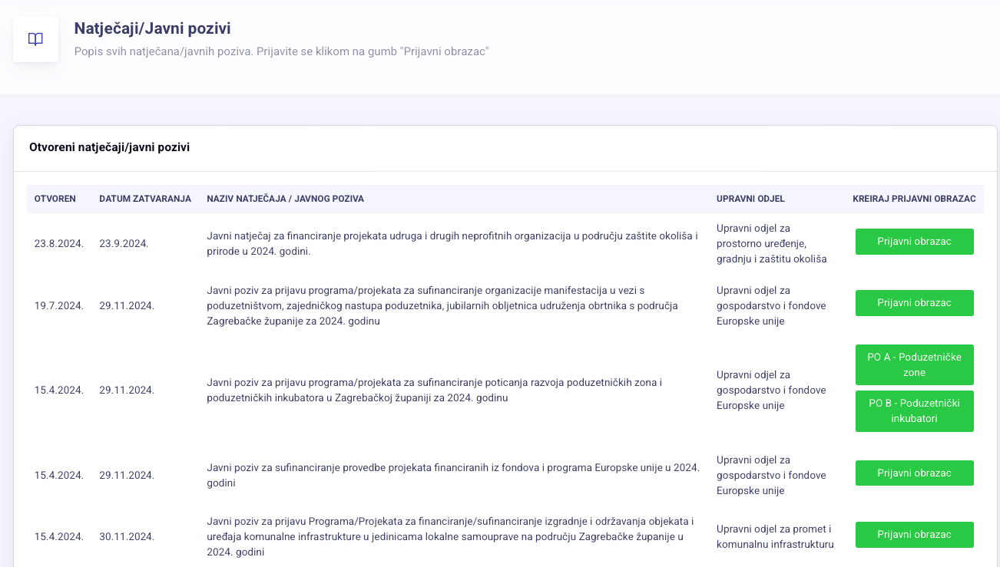 Natječaji/Javni pozivi
Popis svih natječana/javnih poziva. Prijavite se klikom na gumb "Prijavni obrazac"
Otvoreni natječaji/javni pozivi
OTVOREN DATUM ZATVARANJA NAZIV NATJEČAJA / JAVNOG POZIVA UPRAVNI ODJEL KREIRAJ PRIJAVNI OBRAZAC
23.8.2024.
23.9.2024.
Javni natječaj za financiranje projekata udruga i drugih neprofitnih organizacija u području zaštite okoliša i
prirode u 2024. godini.
Upravni odjel za
prostorno uređenje,
gradnju i zaštitu okoliša
Prijavni obrazac
19.7.2024.
29.11.2024.
Javni poziv za prijavu programa/projekata za sufinanciranje organizacije manifestacija u vezi s
poduzetništvom, zajedničkog nastupa poduzetnika, jubilarnih obljetnica udruženja obrtnika s područja
Zagrebačke županije za 2024. godinu
Upravni odjel za
gospodarstvo i fondove
Europske unije
Prijavni obrazac
15.4.2024.
29.11.2024.
Javni poziv za prijavu programa/projekata za sufinanciranje poticanja razvoja poduzetničkih zona i
poduzetničkih inkubatora u Zagrebačkoj županiji za 2024. godinu
Upravni odjel za
gospodarstvo i fondove
Europske unije
PO A - Poduzetničke
zone
PO B - Poduzetnički
inkubatori
15.4.2024.
29.11.2024.
Javni poziv za sufinanciranje provedbe projekata financiranih iz fondova i programa Europske unije u 2024.
godini
Upravni odjel za
gospodarstvo i fondove
Europske unije
Prijavni obrazac
15.4.2024.
30.11.2024.
Javni poziv za prijavu Programa/Projekata za financiranje/sufinanciranje izgradnje i održavanja objekata i
uređaja komunalne infrastrukture u jedinicama lokalne samouprave na području Zagrebačke županije u
2024. godini
Upravni odjel za promet i
komunalnu infrastrukturu
Prijavni obrazac